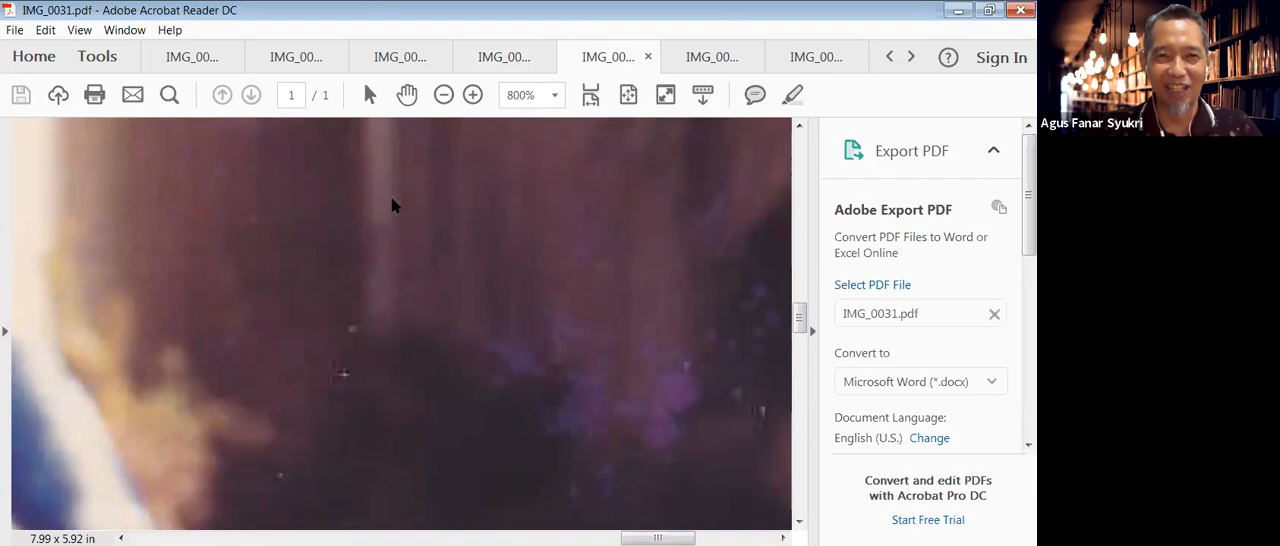 IMG_0031.pdf - Adobe Acrobat Reader DC
File Edit View Window Help
Home Tools IMG_00... IMG_00... IMG_00... IMG_00... IMG_00... IMG_00... IMG_00... Sign In
1 / 1 800%
Export PDF
Adobe Export PDF
Convert PDF Files to Word or
Excel Online
Select PDF File
IMG_0031.pdf
Convert to
Microsoft Word (*.docx)
Document Language:
English (U.S.) Change
Convert and edit PDFs
with Acrobat Pro DC
Start Free Trial
7.99 x 5.92 in
Agus Fanar Syukri